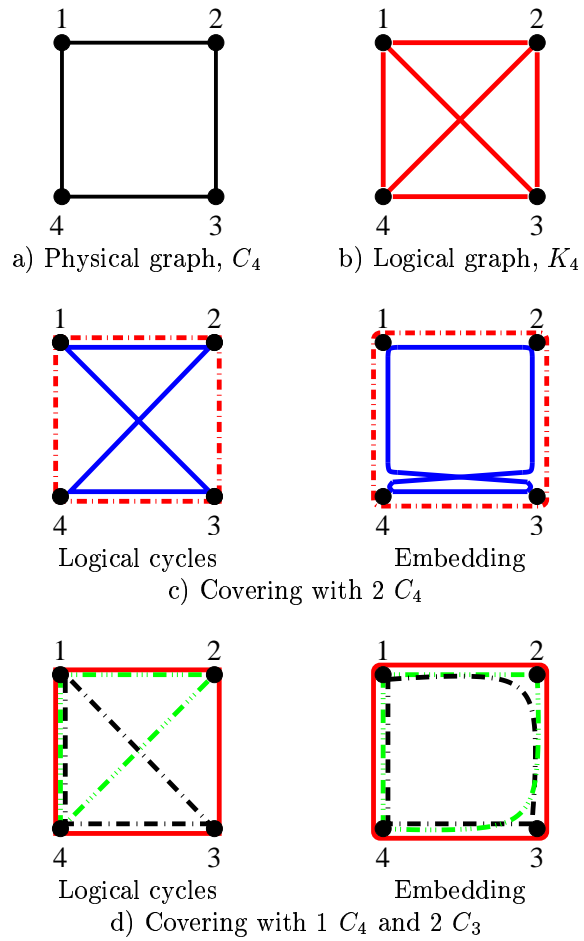 1 2 1 2
4 3 4 3
a) Physical graph, C4 b) Logical graph, K4
1 2 1 2
4 3 4 3
Logical cycles Embedding
c) Covering with 2 C4
1 2 1 2
4 3 4 3
Logical cycles Embedding
d) Covering with 1 C4 and 2 C3